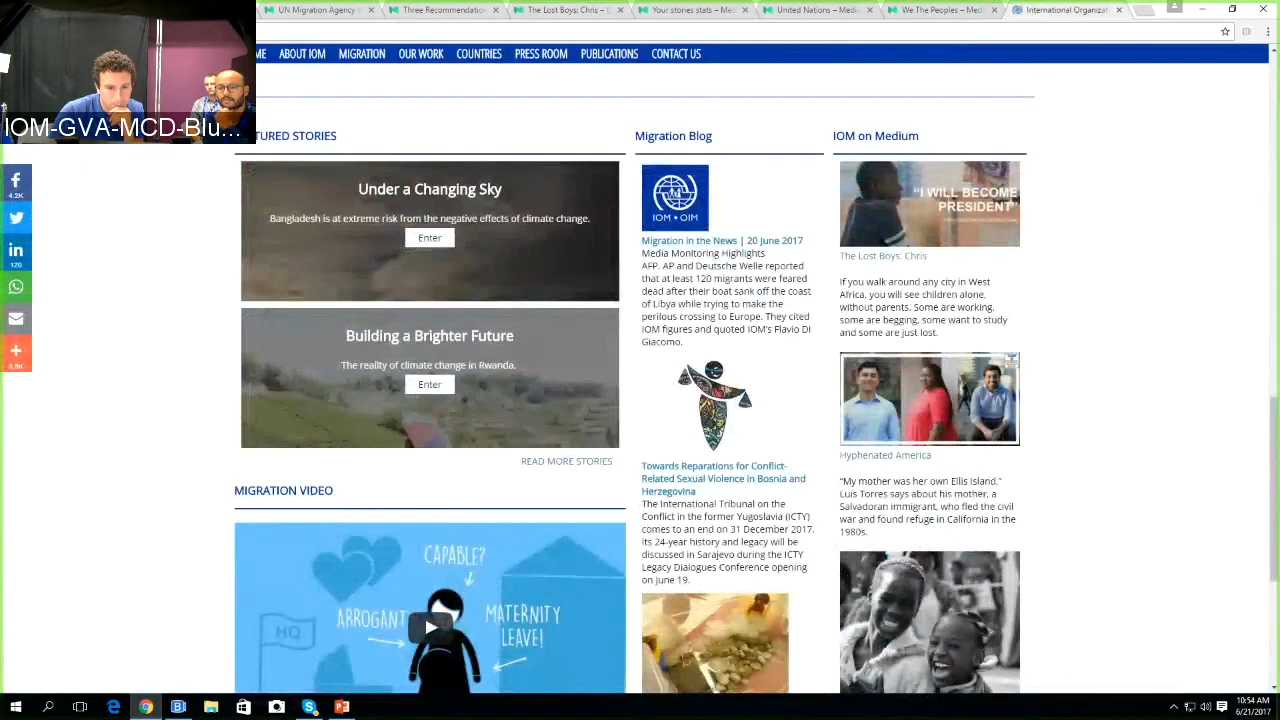 UN Migration Agency t
Three Recommendation
The Lost Boys: Chris – D
Your stories stats – Med
United Nations – Mediu
We The Peoples – Medi
International Organizat
ME ABOUT IOM MIGRATION OUR WORK COUNTRIES PRESS ROOM PUBLICATIONS CONTACT US
IOM-GVA-MCD-Blu...
TURED STORIES
Under a Changing Sky
Bangladesh is at extreme risk from the negative effects of climate change.
Enter
Building a Brighter Future
The reality of climate change in Rwanda.
Enter
READ MORE STORIES
MIGRATION VIDEO
CAPABLE?
ARROGANT
MATERNITY
LEAVE!
HQ
Migration Blog
IOM • OIM
Migration in the News | 20 June 2017
Media Monitoring Highlights
AFP, AP and Deutsche Welle reported
that at least 120 migrants were feared
dead after their boat sank off the coast
of Libya while trying to make the
perilous crossing to Europe. They cited
IOM figures and quoted IOM's Flavio Di
Giacomo.
Towards Reparations for Conflict-
Related Sexual Violence in Bosnia and
Herzegovina
The International Tribunal on the
Conflict in the former Yugoslavia (ICTY)
comes to an end on 31 December 2017.
Its 24-year history and legacy will be
discussed in Sarajevo during the ICTY
Legacy Dialogues Conference opening
on June 19.
IOM on Medium
"I WILL BECOME
PRESIDENT"
The Lost Boys: Chris
If you walk around any city in West
Africa, you will see children alone,
without parents. Some are working,
some are begging, some want to study
and some are just lost.
Hyphenated America
"My mother was her own Ellis Island,"
Luis Torres says about his mother, a
Salvadoran immigrant, who fled the civil
war and found refuge in California in the
1980s.
4.2K
120
8.8K
10:54 AM
6/21/2017